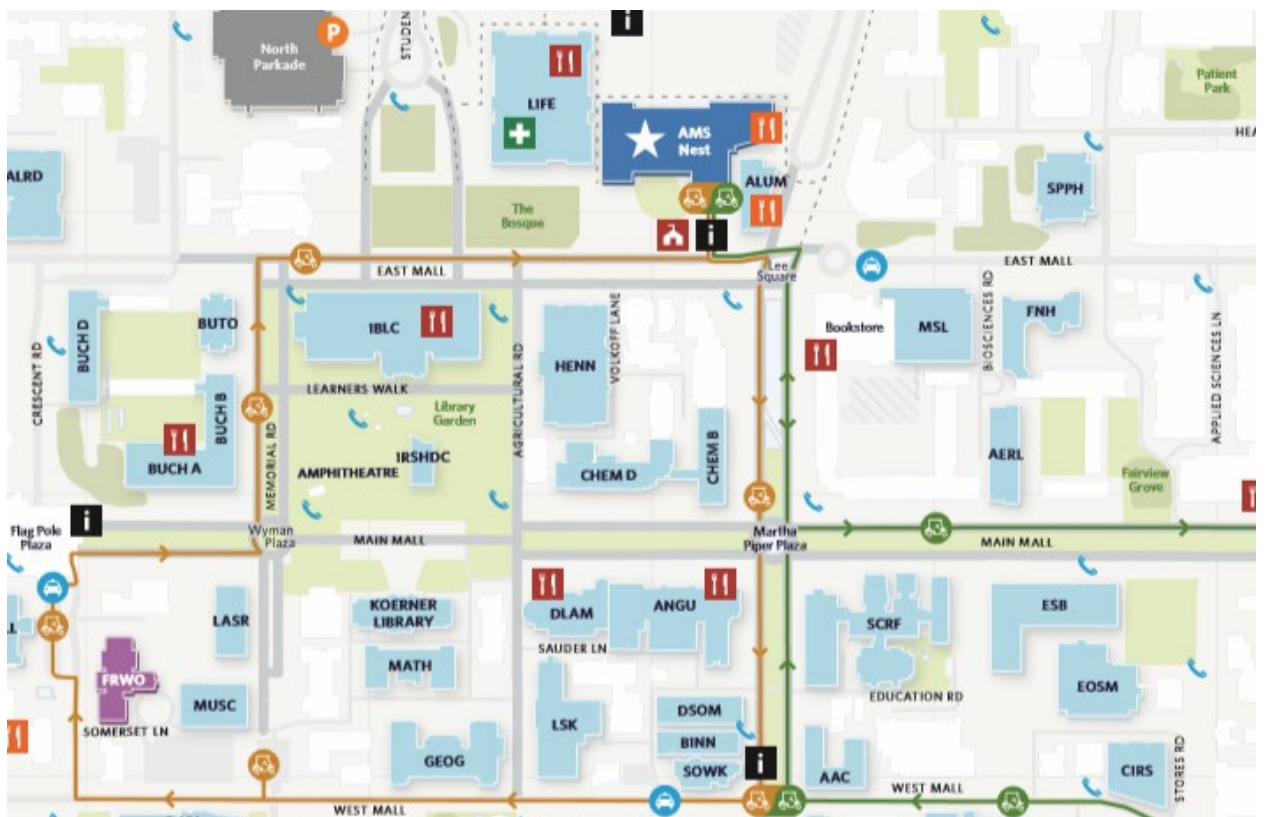 North
Parkade
P
STUDEN
i
LIFE
AMS
Nest
ALUM
Patient
Park
HEA
SPPH
ALRD
The
Bosque
i
EAST MALL
Lee
Square
EAST MALL
CRESCENT RD
BUCH D
BUTO
IBLC
HENN
VOLKOFF LANE
Bookstore
MSL
BIOSCIENCES RD
FNH
APPLIED SCIENCES LN
LEARNERS WALK
Library
Garden
AGRICULTURAL RD
BUCH B
MEMORIAL RD
BUCH A
AMPHITHEATRE
IRSHDC
CHEM D
CHEM B
AERL
Fairview
Grove
i
Flag Pole
Plaza
Wyman
Plaza
MAIN MALL
Martha
Piper Plaza
MAIN MALL
LASR
KOERNER
LIBRARY
DLAM
ANGU
SCRF
ESB
L
SAUDER LN
MATH
FRWO
MUSC
EDUCATION RD
EOSM
SOMERSET LN
LSK
DSOM
BINN
SOWK
GEOG
i
AAC
CIRS
STORES RD
WEST MALL
WEST MALL